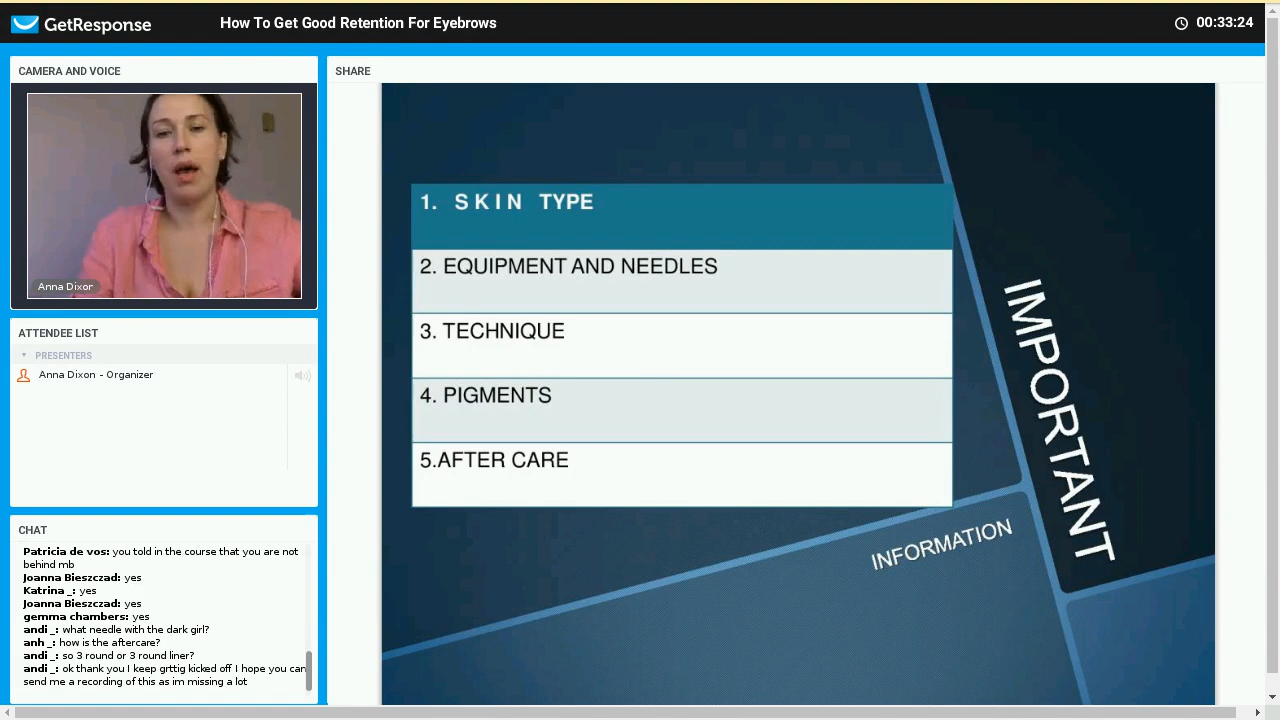 GetResponse
How To Get Good Retention For Eyebrows
00:33:24
CAMERA AND VOICE
Anna Dixon
ATTENDEE LIST
PRESENTERS
Anna Dixon - Organizer
CHAT
Patricia de vos: you told in the course that you are not
behind mb
Joanna Bieszczad: yes
Katrina _: yes
Joanna Bieszczad: yes
gemma chambers: yes
andi _: what needle with the dark girl?
anh _: how is the aftercare?
andi _: so 3 round or 3 round liner?
andi _: ok thank you I keep grttig kicked off I hope you can
send me a recording of this as im missing a lot
SHARE
1. SKIN TYPE
2. EQUIPMENT AND NEEDLES
3. TECHNIQUE
4. PIGMENTS
5.AFTER CARE
IMPORTANT
INFORMATION